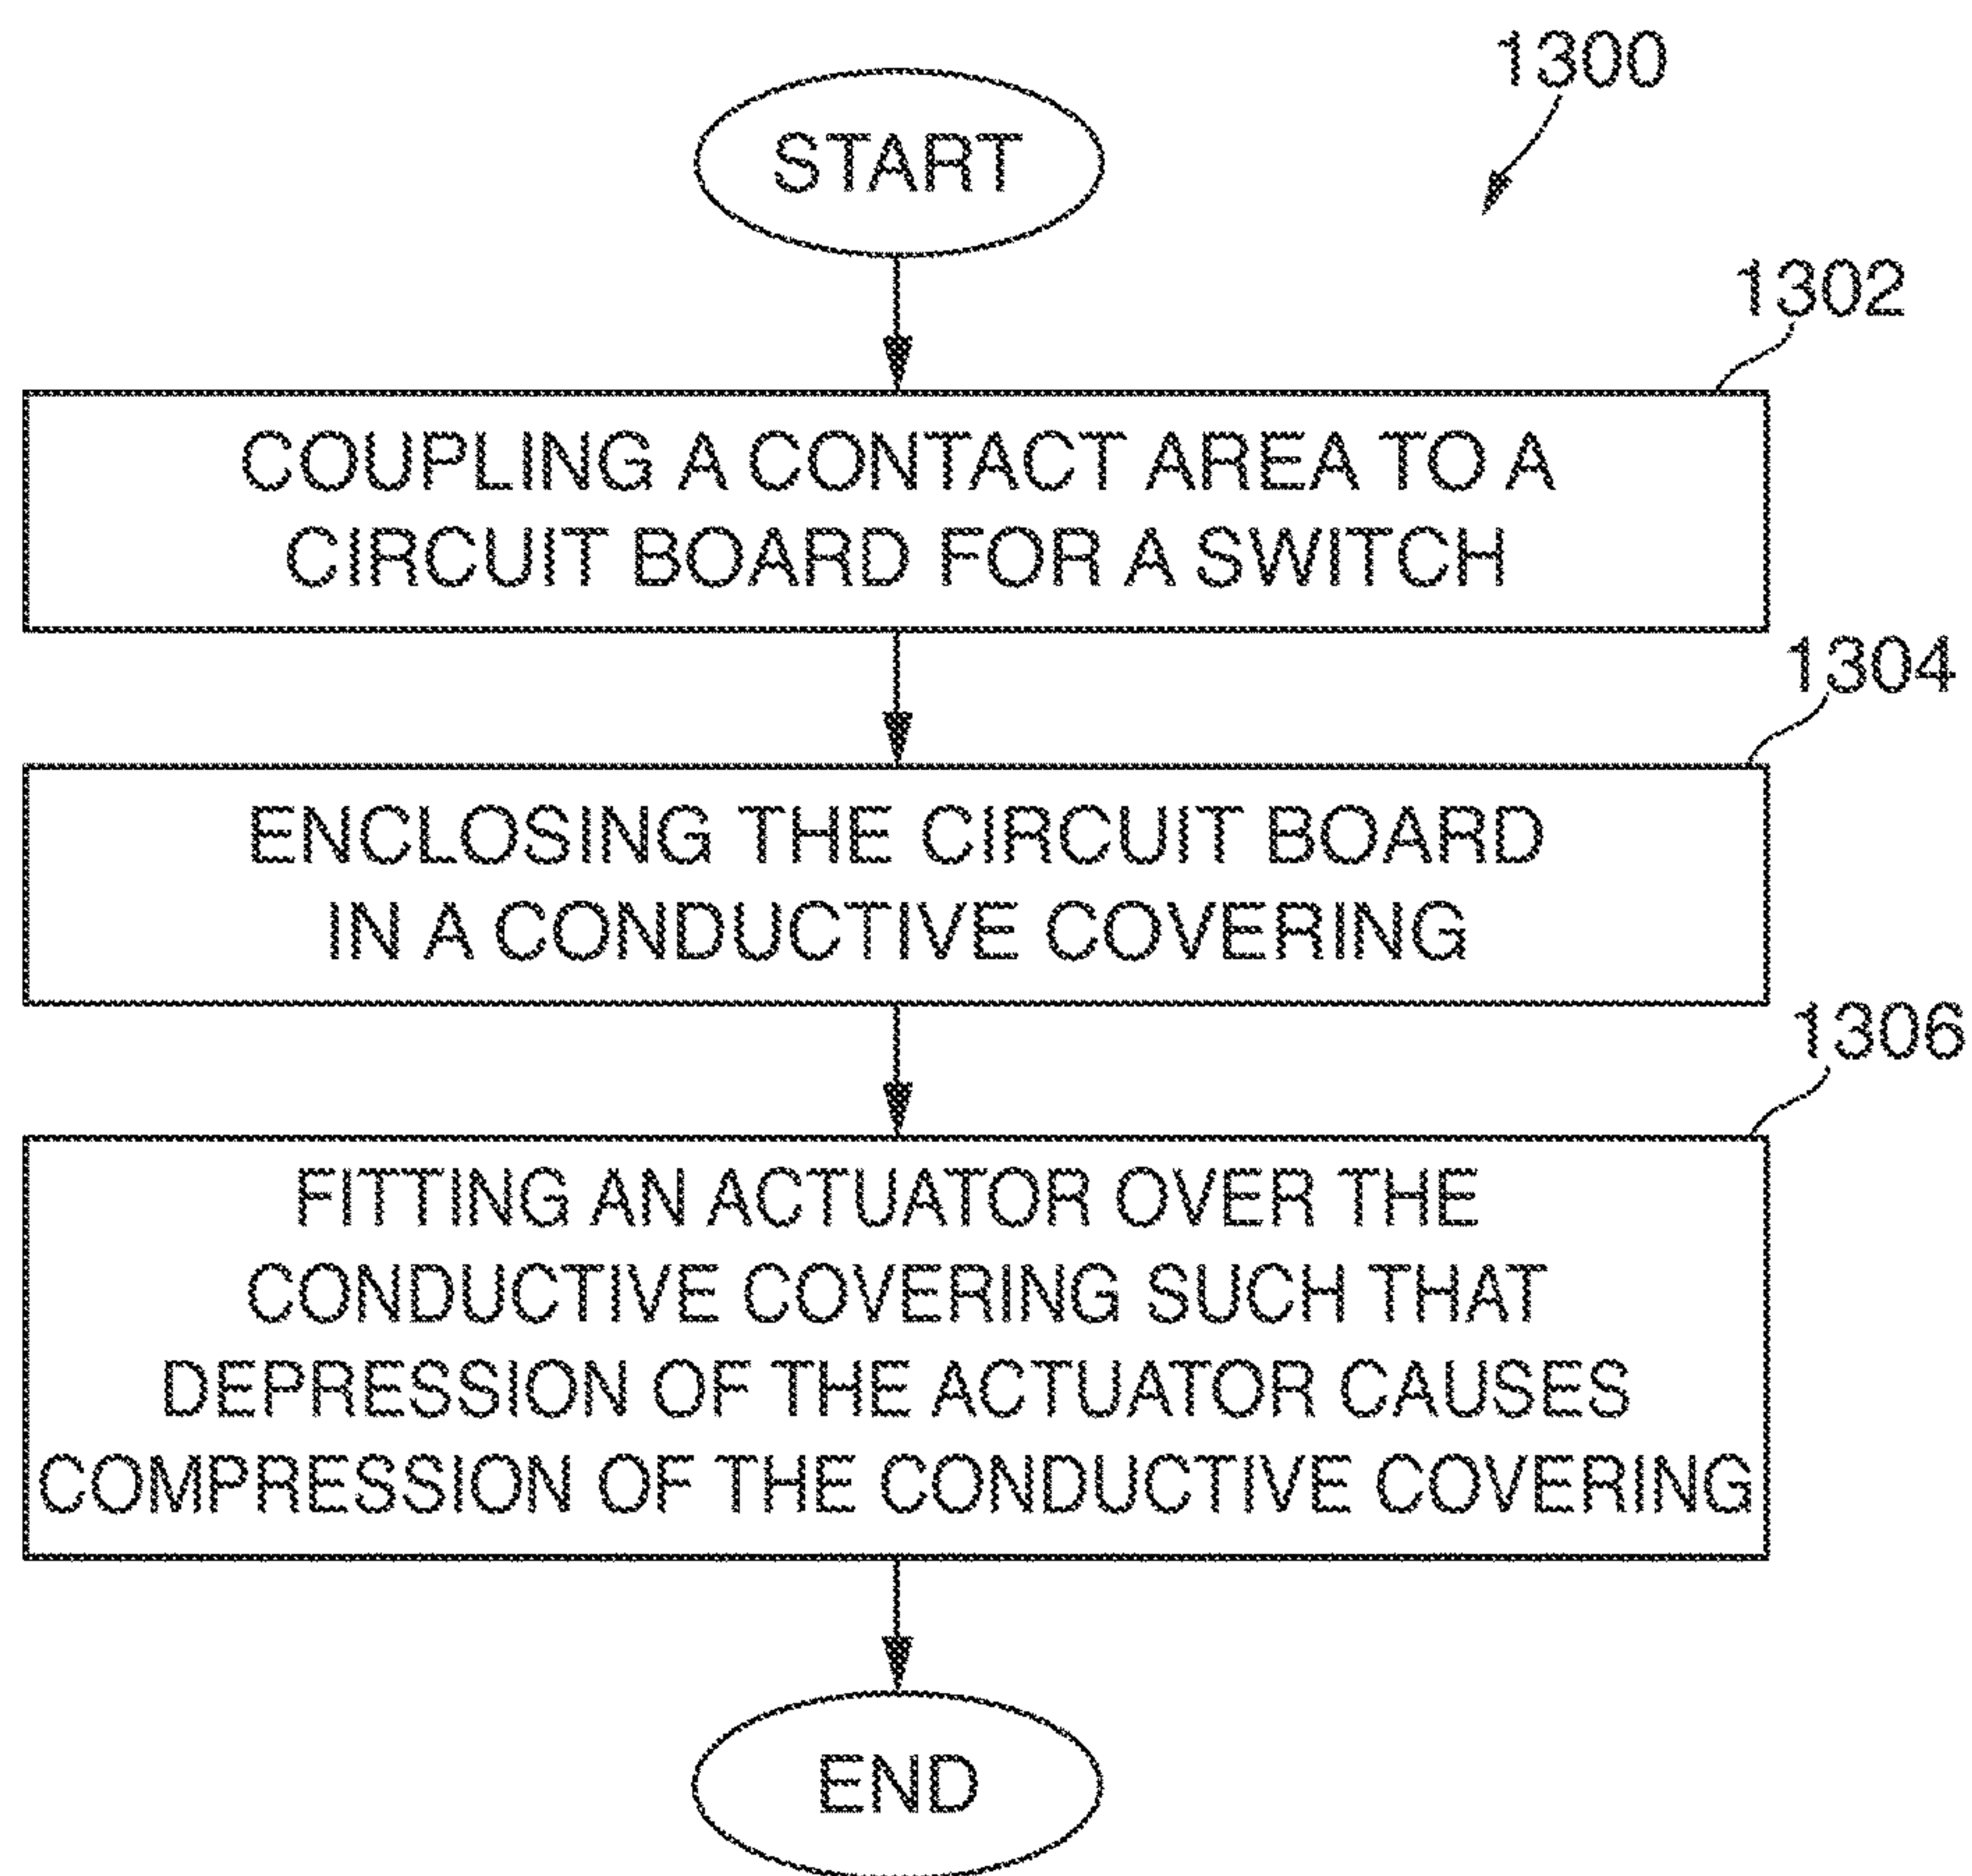 1300
START
1302
COUPLING A CONTACT AREA TO A
CIRCUIT BOARD FOR A SWITCH
1304
ENCLOSING THE CIRCUIT BOARD
IN A CONDUCTIVE COVERING
1306
FITTING AN ACTUATOR OVER THE
CONDUCTIVE COVERING SUCH THAT
DEPRESSION OF THE ACTUATOR CAUSES
COMPRESSION OF THE CONDUCTIVE COVERING
END